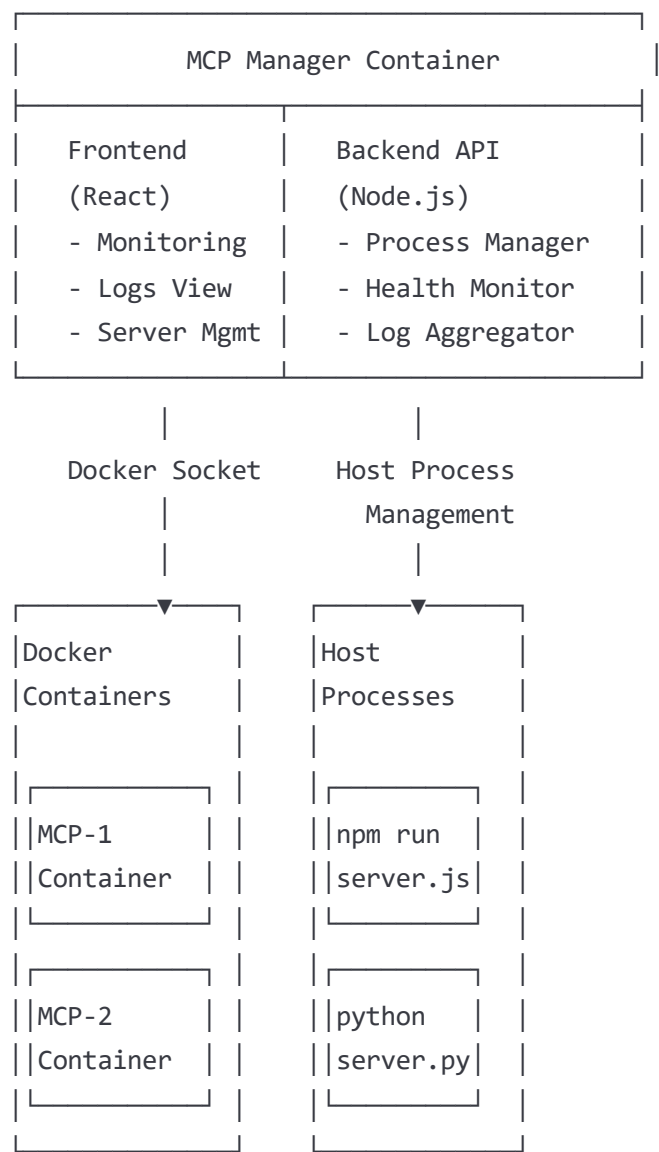 MCP Manager Container
Frontend Backend API
(React) (Node.js)
- Monitoring - Process Manager
- Logs View - Health Monitor
- Server Mgmt - Log Aggregator
Docker Socket Host Process
Management
Docker Host
Containers Processes
MCP-1 npm run
Container server.js
MCP-2 python
Container server.py